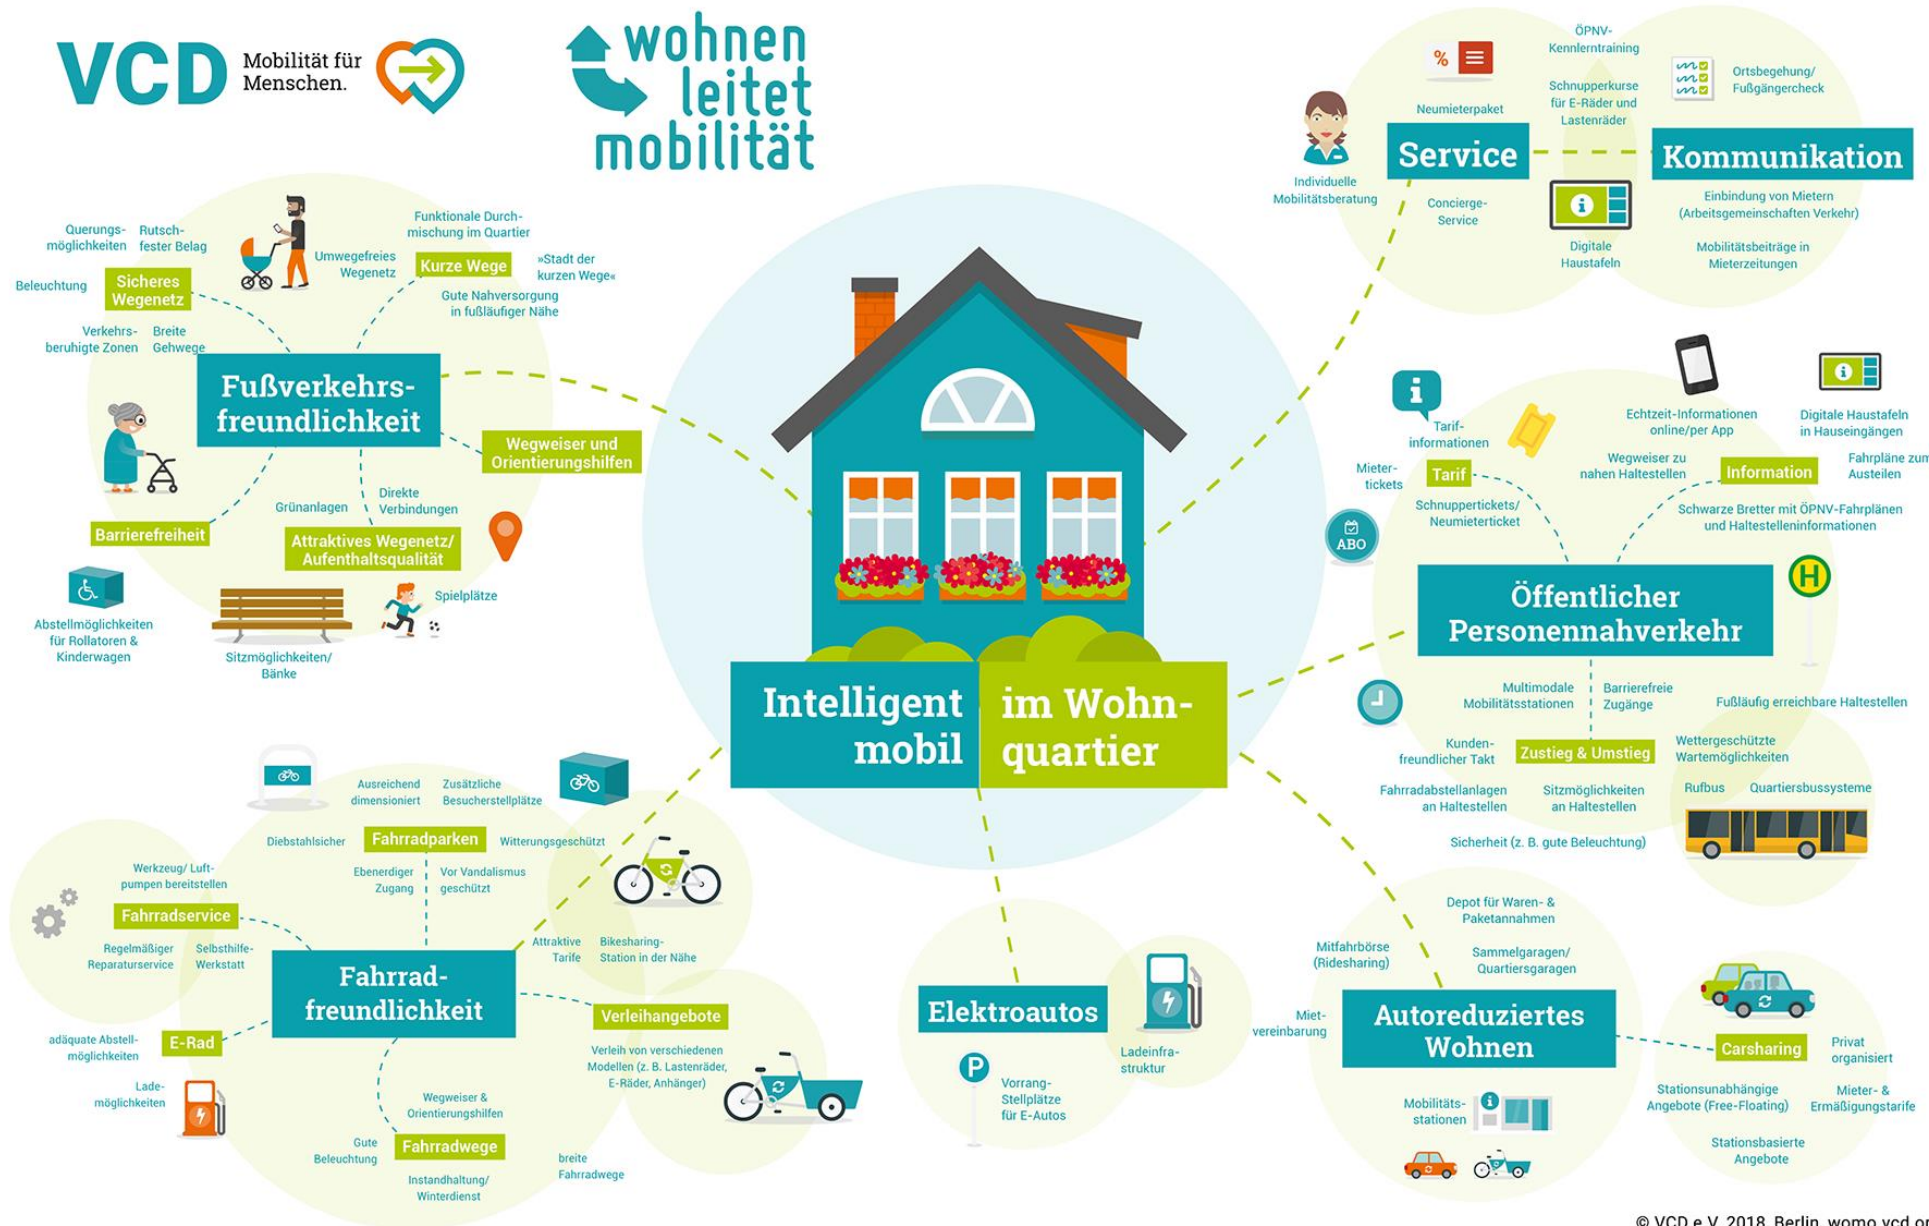 VCD
Mobilität für
Menschen.
wohnen
leitet
mobilität
Intelligent
mobil
im Wohn-
quartier
Fußverkehrs-
freundlichkeit
Sicheres
Wegenetz
Querungs-
möglichkeiten
Rutsch-
fester Belag
Beleuchtung
Verkehrs-
beruhigte Zonen
Breite
Gehwege
Kurze Wege
Funktionale Durch-
mischung im Quartier
Umwegefreies
Wegenetz
»Stadt der
kurzen Wege«
Gute Nahversorgung
in fußläufiger Nähe
Wegweiser und
Orientierungshilfen
Barrierefreiheit
Abstellmöglichkeiten
für Rollatoren &
Kinderwagen
Attraktives Wegenetz/
Aufenthaltsqualität
Grünanlagen
Direkte
Verbindungen
Sitzmöglichkeiten/
Bänke
Spielplätze
Fahrrad-
freundlichkeit
Fahrradparken
Ausreichend
dimensioniert
Zusätzliche
Besucherstellplätze
Diebstahlsicher
Witterungsgeschützt
Ebenerdiger
Zugang
Vor Vandalismus
geschützt
Fahrradservice
Werkzeug/ Luft-
pumpen bereitstellen
Regelmäßiger
Reparaturservice
Selbsthilfe-
Werkstatt
E-Rad
adäquate Abstell-
möglichkeiten
Lade-
möglichkeiten
Verleihangebote
Attraktive
Tarife
Bikesharing-
Station in der Nähe
Verleih von verschiedenen
Modellen (z. B. Lastenräder,
E-Räder, Anhänger)
Fahrradwege
Wegweiser &
Orientierungshilfen
Gute
Beleuchtung
Instandhaltung/
Winterdienst
breite
Fahrradwege
Elektroautos
Ladeinfra-
struktur
P
Vorrang-
Stellplätze
für E-Autos
Autoreduziertes
Wohnen
Depot für Waren- &
Paketannahmen
Mitfahrbörse
(Ridesharing)
Sammelgaragen/
Quartiersgaragen
Miet-
vereinbarung
Mobilitäts-
stationen
i
Carsharing
Privat
organisiert
Stationsunabhängige
Angebote (Free-Floating)
Mieter- &
Ermäßigungstarife
Stationsbasierte
Angebote
Öffentlicher
Personennahverkehr
H
Tarif
i
Tarif-
informationen
Mieter-
tickets
Schnuppertickets/
Neumieterticket
ABO
Information
Echtzeit-Informationen
online/per App
i
Digitale Haustafeln
in Hauseingängen
Wegweiser zu
nahen Haltestellen
Fahrpläne zum
Austeilen
Schwarze Bretter mit ÖPNV-Fahrplänen
und Haltestelleninformationen
Zustieg & Umstieg
Multimodale
Mobilitätsstationen
Barrierefreie
Zugänge
Fußläufig erreichbare Haltestellen
Kunden-
freundlicher Takt
Wettergeschützte
Wartemöglichkeiten
Fahrradabstellanlagen
an Haltestellen
Sitzmöglichkeiten
an Haltestellen
Rufbus
Quartiersbussysteme
Sicherheit (z. B. gute Beleuchtung)
Service
%
Neumieterpaket
Individuelle
Mobilitätsberatung
Concierge-
Service
ÖPNV-
Kennlerntraining
Schnupperkurse
für E-Räder und
Lastenräder
i
Digitale
Haustafeln
Kommunikation
Ortsbegehung/
Fußgängercheck
Einbindung von Mietern
(Arbeitsgemeinschaften Verkehr)
Mobilitätsbeiträge in
Mieterzeitungen
© VCD e.V. 2018, Berlin, womo.vcd.or